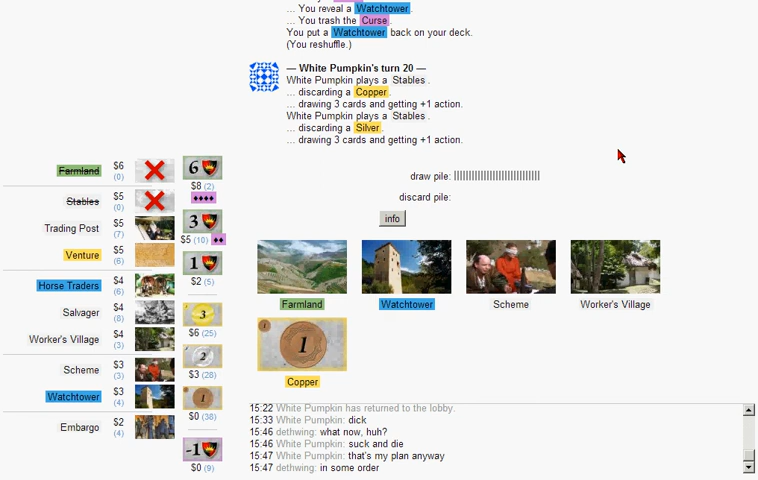 ... You reveal a Watchtower.
... You trash the Curse.
You put a Watchtower back on your deck.
(You reshuffle.)
— White Pumpkin's turn 20 —
White Pumpkin plays a Stables.
... discarding a Copper.
... drawing 3 cards and getting +1 action.
White Pumpkin plays a Stables.
... discarding a Silver.
... drawing 3 cards and getting +1 action.
Farmland $6 (0)
6 $8 (2)
Stables $5 (0)
Trading Post $5 (7)
3 $5 (10)
Venture $5 (6)
1 $2 (5)
Horse Traders $4 (6)
Salvager $4 (8)
3 $6 (25)
Worker's Village $4 (3)
2 $3 (28)
Scheme $3 (3)
Watchtower $3 (4)
1 $0 (38)
Embargo $2 (4)
-1 $0 (9)
draw pile:
discard pile:
info
Farmland Watchtower Scheme Worker's Village
1 1
Copper
15:22 White Pumpkin has returned to the lobby.
15:33 White Pumpkin: dick
15:46 dethwing: what now, huh?
15:46 White Pumpkin: suck and die
15:47 White Pumpkin: that's my plan anyway
15:47 dethwing: in some order